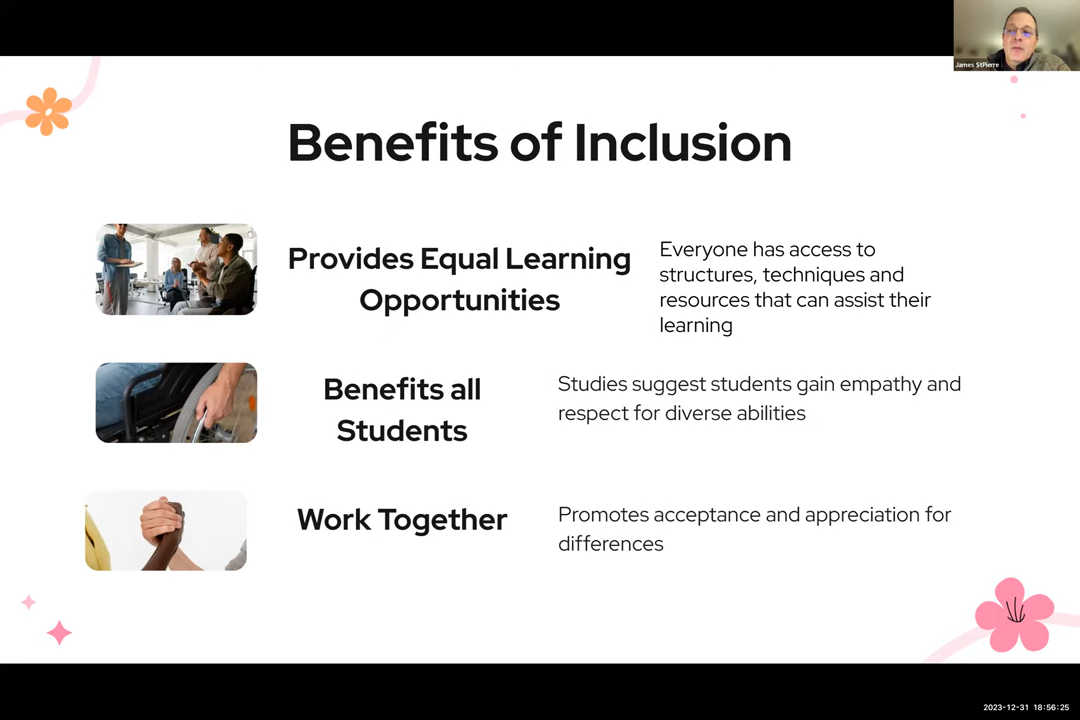 James StPierre
Benefits of Inclusion
Provides Equal Learning
Opportunities
Everyone has access to
structures, techniques and
resources that can assist their
learning
Benefits all
Students
Studies suggest students gain empathy and
respect for diverse abilities
Work Together
Promotes acceptance and appreciation for
differences
2023-12-31 18:56:25